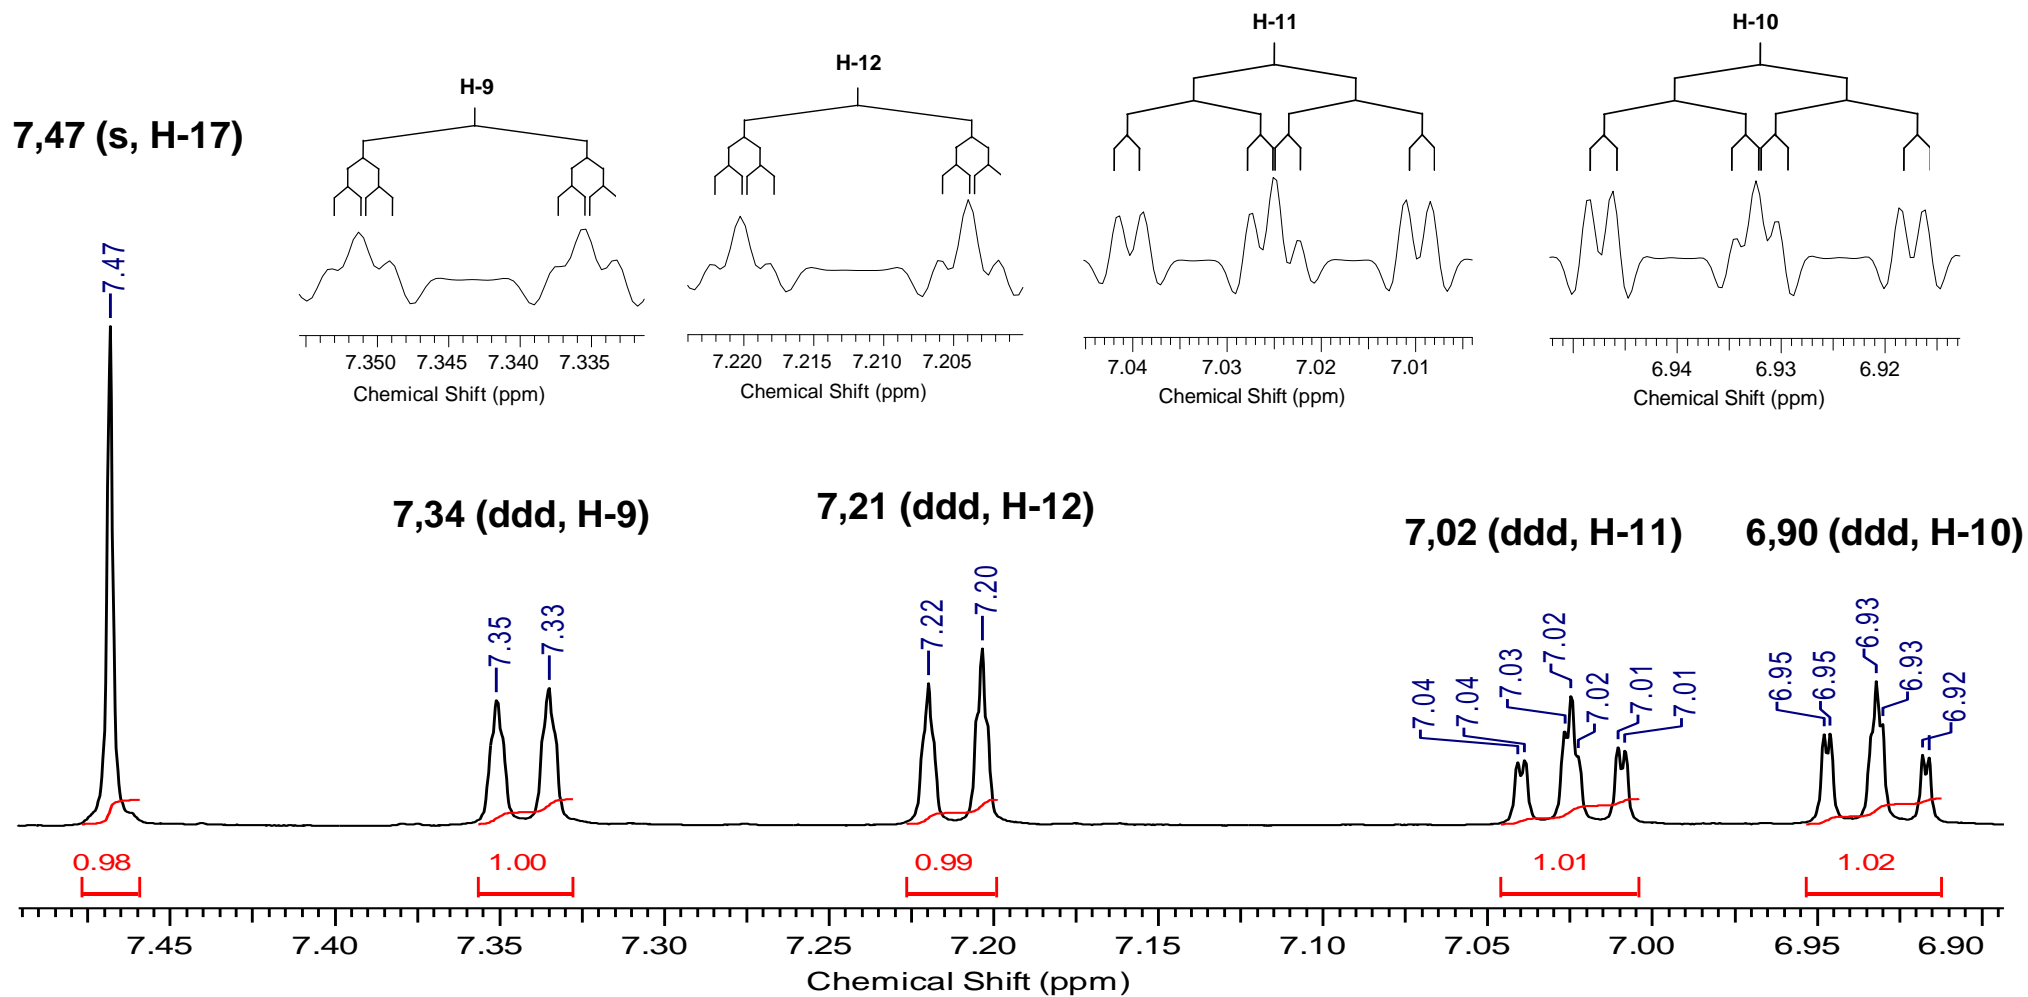 H-11
H-10
H-12
H-9
7,47 (s, H-17)
7.47
7.350 7.345 7.340 7.335
Chemical Shift (ppm)
7.220 7.215 7.210 7.205
Chemical Shift (ppm)
7.04 7.03 7.02 7.01
Chemical Shift (ppm)
6.94 6.93 6.92
Chemical Shift (ppm)
7,34 (ddd, H-9)
7,21 (ddd, H-12)
7,02 (ddd, H-11)
6,90 (ddd, H-10)
7.35
7.33
7.22
7.20
7.04
7.04
7.03
7.02
7.02
7.01
7.01
6.95
6.95
6.93
6.93
6.92
0.98
1.00
0.99
1.01
1.02
7.45 7.40 7.35 7.30 7.25 7.20 7.15 7.10 7.05 7.00 6.95 6.90
Chemical Shift (ppm)